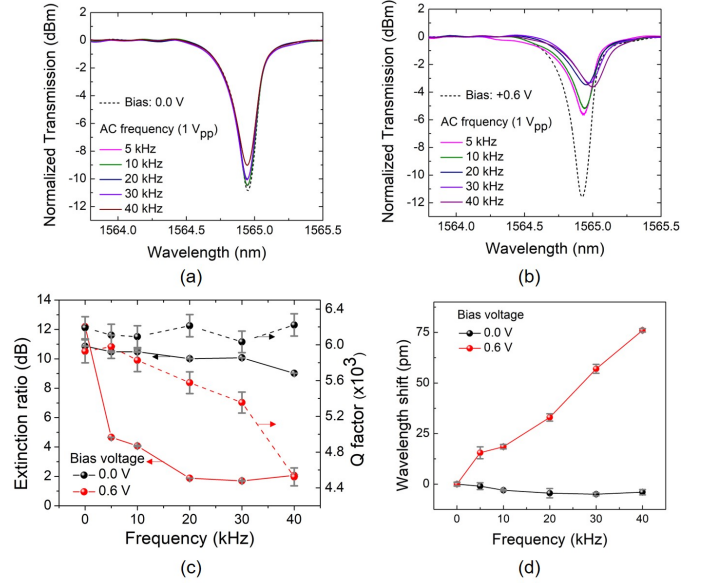 Normalized Transmission (dBm)
0
-2
-4
-6
-8
-10
-12
Bias: 0.0 V
AC frquency (1 Vpp)
5 kHz
10 kHz
20 kHz
30 kHz
40 kHz
1564.0
1564.5
1565.0
1565.5
Wavelength (nm)
(a)
Normalized Transmission (dBm)
0
-2
-4
-6
-8
-10
-12
Bias: +0.6 V
AC frequency (1 Vpp)
5 kHz
10 kHz
20 kHz
30 kHz
40 kHz
1564.0
1564.5
1565.0
1565.5
Wavelength (nm)
(b)
Extinction ratio (dB)
14
12
10
8
6
4
2
0
Bias voltage
0.0 V
0.6 V
6.4
6.0
5.6
5.2
4.8
4.4
Q factor (x10³)
0
10
20
30
40
Frequency (kHz)
(c)
Wavelength shift (pm)
75
50
25
0
Bias voltage
0.0 V
0.6 V
0
10
20
30
40
Frequency (kHz)
(d)